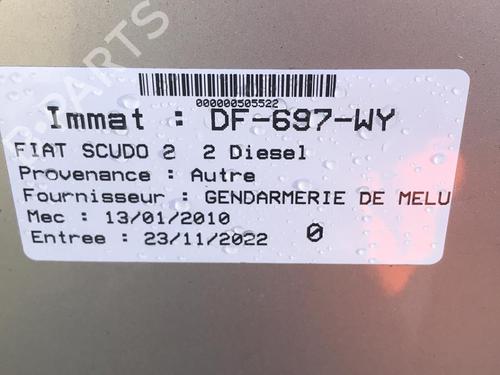 000000505522
Immat : DF-697-WY
FIAT SCUDO 2 2 Diesel
Provenance : Autre
Fournisseur : GENDARMERIE DE MELU
Mec : 13/01/2010
Entree : 23/11/2022 0